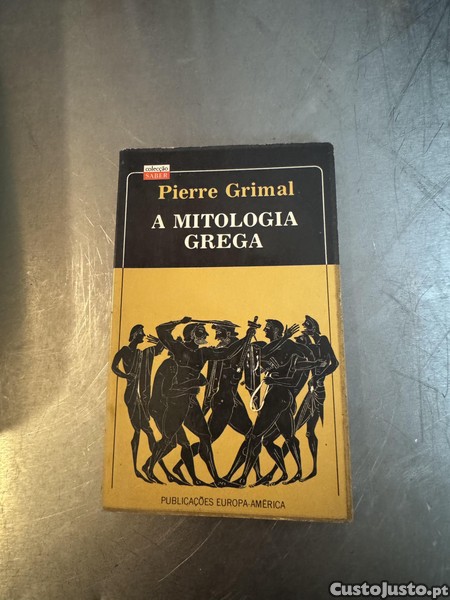 colecção
SABER
Pierre Grimal
A MITOLOGIA
GREGA
PUBLICAÇÕES EUROPA-AMÉRICA
CustoJusto.pt